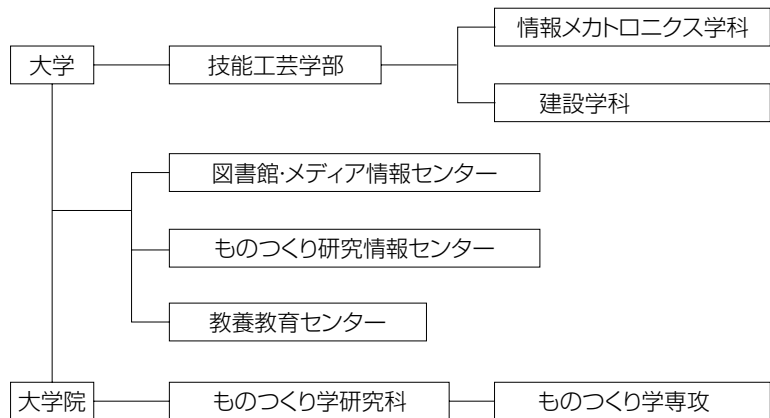 情報メカトロニクス学科
大学
技能工芸学部
建設学科
図書館・メディア情報センター
ものつくり研究情報センター
教養教育センター
大学院
ものつくり学研究科
ものつくり学専攻